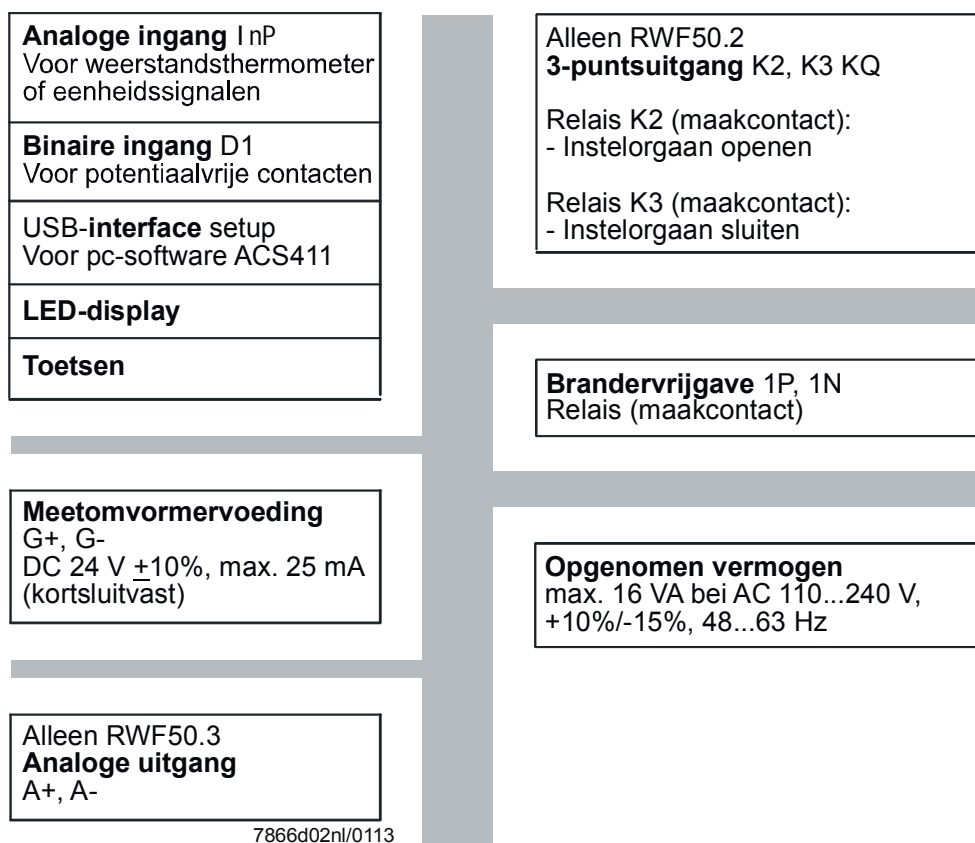 Analoge ingang InP
Voor weerstandsthermometer
of eenheidssignalen
Binaire ingang D1
Voor potentiaalvrije contacten
USB-interface setup
Voor pc-software ACS411
LED-display
Toetsen
Meetomvormervoeding
G+, G-
DC 24 V ±10%, max. 25 mA
(kortsluitvast)
Alleen RWF50.3
Analoge uitgang
A+, A-
7866d02nl/0113
Alleen RWF50.2
3-puntsuitgang K2, K3 KQ
Relais K2 (maakcontact):
- Instelorgaan openen
Relais K3 (maakcontact):
- Instelorgaan sluiten
Brandervrijgave 1P, 1N
Relais (maakcontact)
Opgenomen vermogen
max. 16 VA bei AC 110...240 V,
+10%/-15%, 48...63 Hz